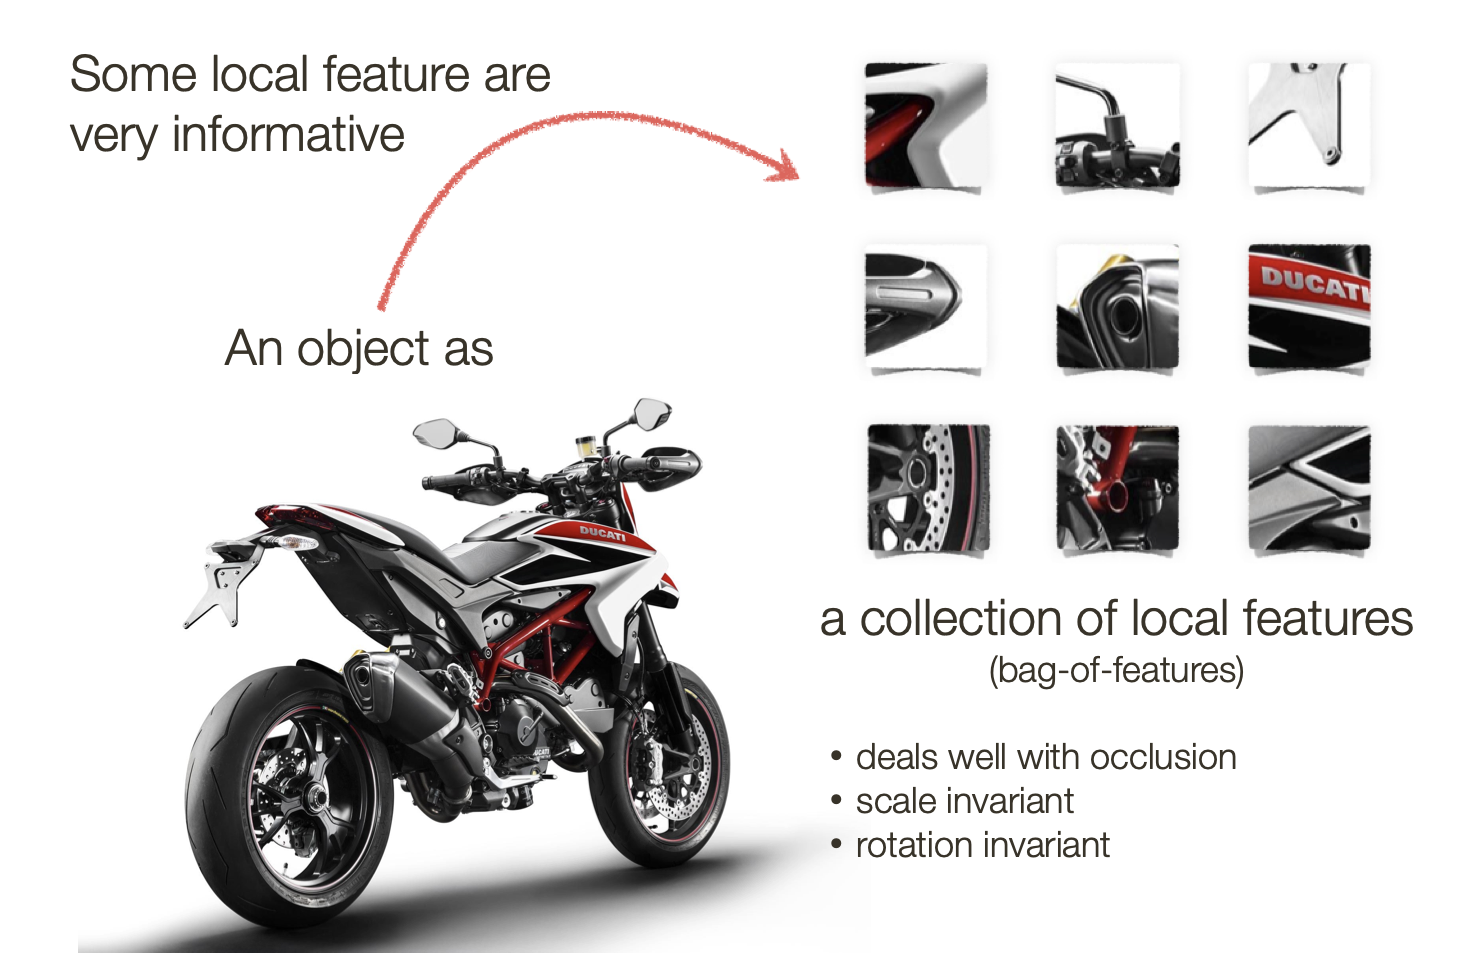 Some local feature are
very informative
An object as
DUCATI
DUCATI
DUCATI
a collection of local features
(bag-of-features)
• deals well with occlusion
• scale invariant
• rotation invariant